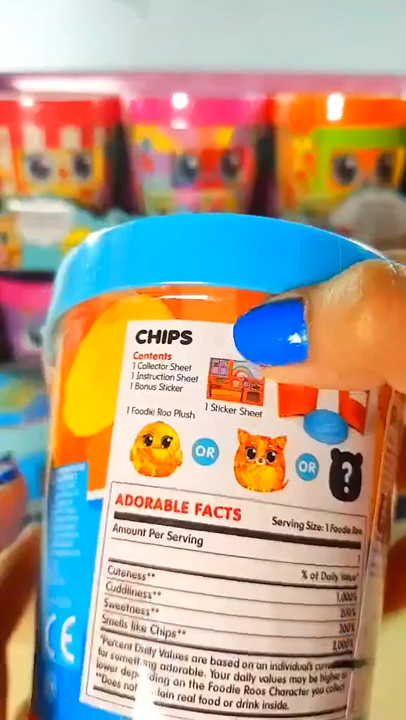 CHIPS
Contents
1 Collector Sheet
1 Instruction Sheet
1 Bonus Sticker
1 Foodie Roo Plush
1 Sticker Sheet
OR
OR
?
ADORABLE FACTS
Serving Size: 1 Foodie Roo
Amount Per Serving
1
% of Daily Value*
Cuteness** 1,000%
Cuddliness** 200%
Sweetness** 300%
Smells like Chips** 2,000%
*Percent Daily Values are based on an individual's
for something adorable. Your daily values may be higher or
lower depending on the Foodie Roos Character you collect.
**Does not contain real food or drink inside.
CE